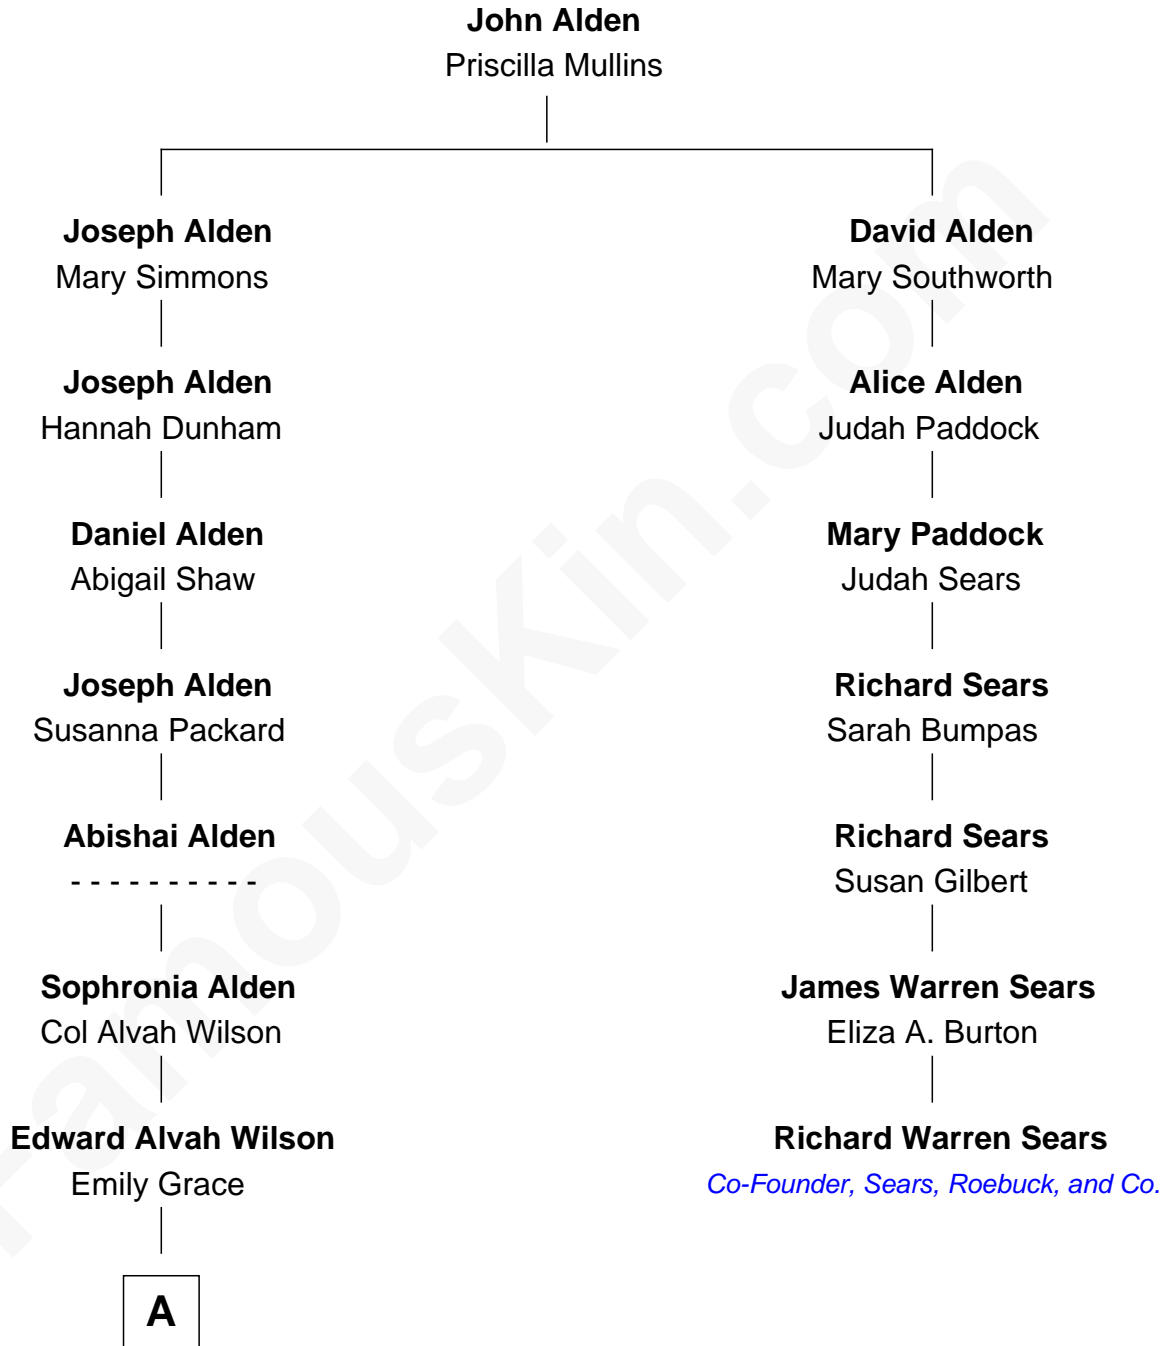 John Alden
Priscilla Mullins
Joseph Alden
Mary Simmons
David Alden
Mary Southworth
Joseph Alden
Hannah Dunham
Alice Alden
Judah Paddock
Daniel Alden
Abigail Shaw
Mary Paddock
Judah Sears
Joseph Alden
Susanna Packard
Richard Sears
Sarah Bumpas
Abishai Alden
- - - - - - - - - -
Richard Sears
Susan Gilbert
Sophronia Alden
Col Alvah Wilson
James Warren Sears
Eliza A. Burton
Edward Alvah Wilson
Emily Grace
Richard Warren Sears
Co-Founder, Sears, Roebuck, and Co.
A
FamousKin.com